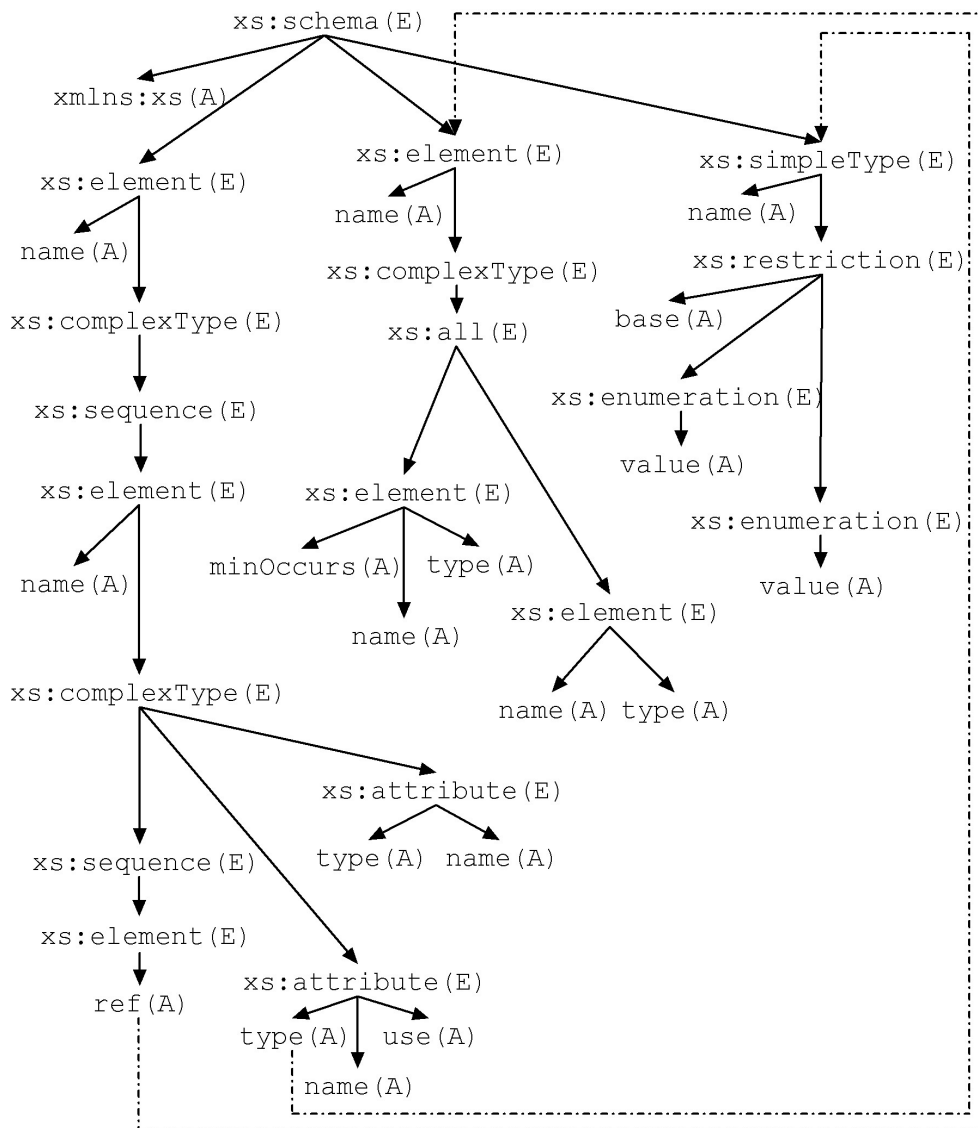 xs:schema(E)
xmlns:xs(A)
xs:element(E)
xs:simpleType(E)
xs:element(E)
name(A)
name(A)
name(A)
xs:restriction(E)
xs:complexType(E)
base(A)
xs:complexType(E)
xs:all(E)
xs:enumeration(E)
xs:sequence(E)
value(A)
xs:element(E)
xs:element(E)
xs:enumeration(E)
minOccurs(A) type(A)
name(A)
value(A)
xs:element(E)
name(A)
xs:complexType(E)
name(A) type(A)
xs:attribute(E)
type(A) name(A)
xs:sequence(E)
xs:element(E)
xs:attribute(E)
ref(A)
type(A) use(A)
name(A)